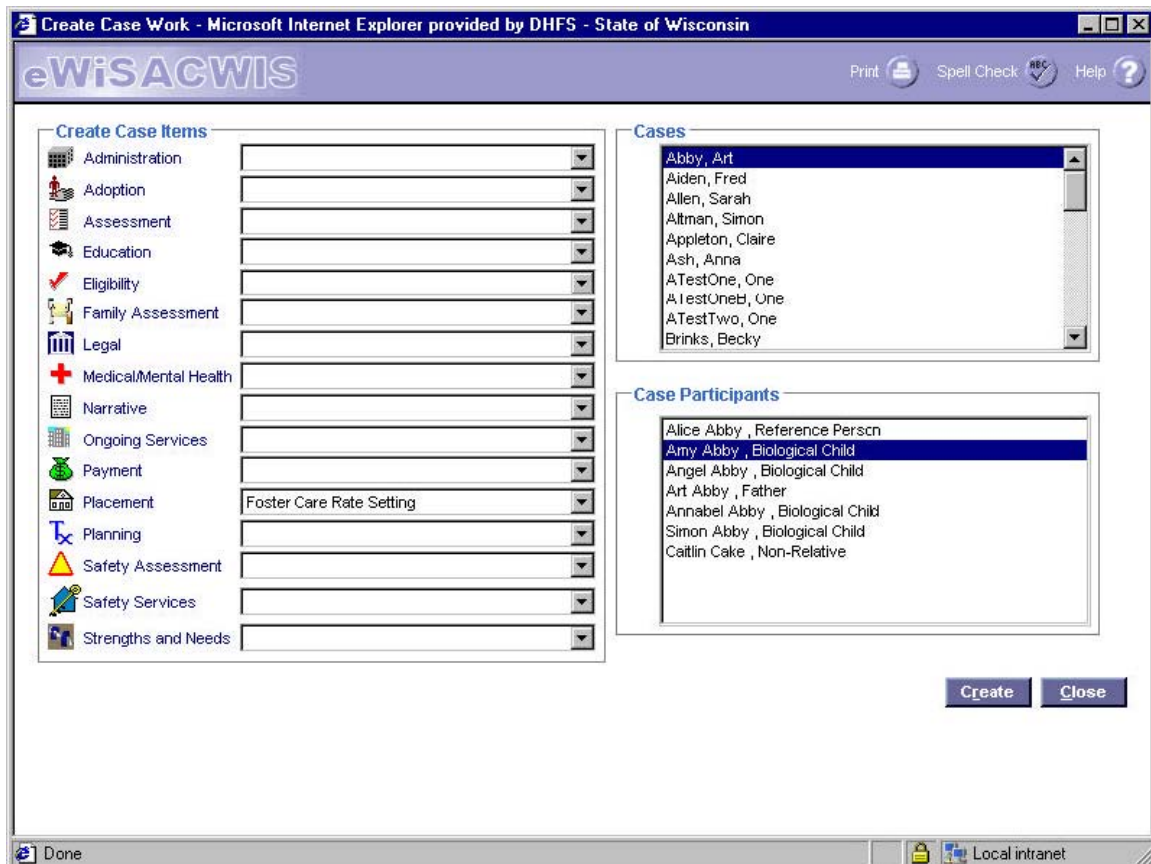 Create Case Work - Microsoft Internet Explorer provided by DHFS - State of Wisconsin
eWiSACWIS
Print
Spell Check
ABC
Help
?
Create Case Items
Administration
Adoption
Assessment
Education
Eligibility
Family Assessment
Legal
Medical/Mental Health
Narrative
Ongoing Services
Payment
Placement Foster Care Rate Setting
Tx Planning
Safety Assessment
Safety Services
Strengths and Needs
Cases
Abby, Art
Aiden, Fred
Allen, Sarah
Altman, Simon
Appleton, Claire
Ash, Anna
ATestOne, One
ATestOneB, One
ATestTwo, One
Brinks, Becky
Case Participants
Alice Abby , Reference Person
Amy Abby , Biological Child
Angel Abby , Biological Child
Art Abby , Father
Annabel Abby , Biological Child
Simon Abby , Biological Child
Caitlin Cake , Non-Relative
Create Close
Done
Local intranet